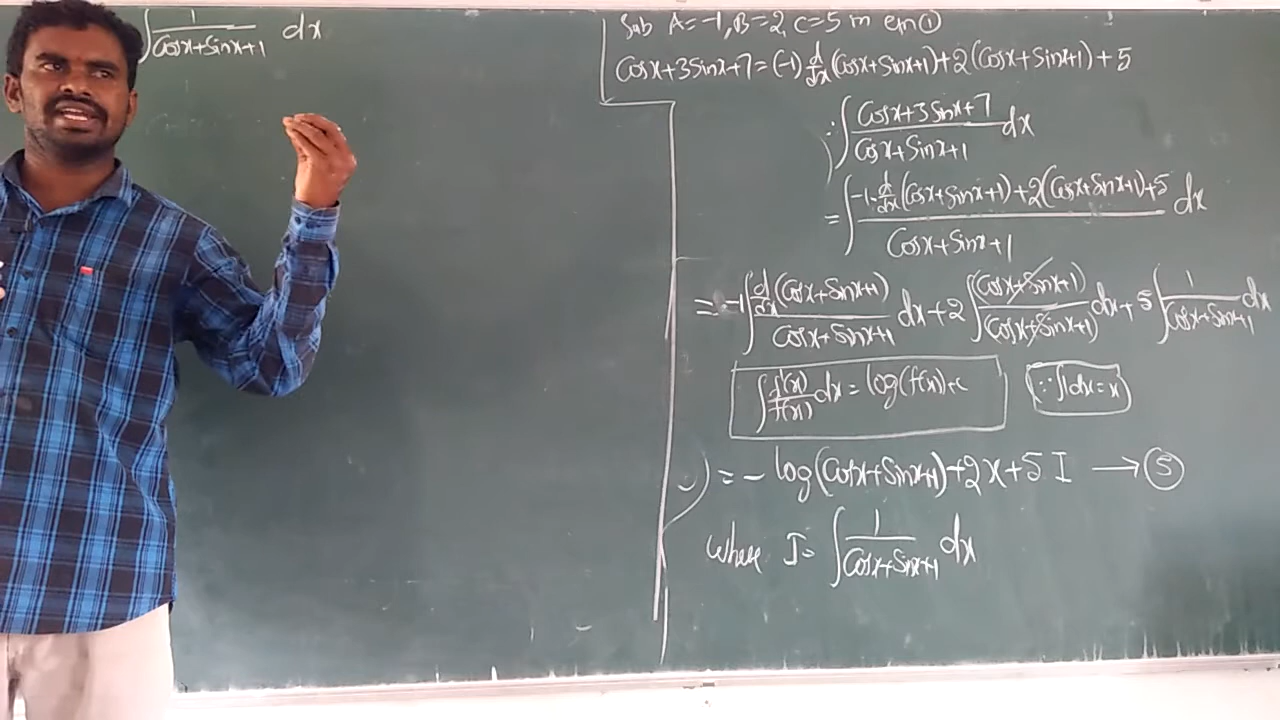 ∫ 1/(Cosx+Sinx+1) dx
Sub A=-1, B=2, C=5 in eqn ①
Cosx+3Sinx+7=(-1) d/dx (Cosx+Sinx+1)+2(Cosx+Sinx+1)+5
∴ ∫ (Cosx+3Sinx+7)/(Cosx+Sinx+1) dx
= ∫ (-1. d/dx (Cosx+Sinx+1)+2(Cosx+Sinx+1)+5)/(Cosx+Sinx+1) dx
= -1 ∫ (d/dx (Cosx+Sinx+1))/(Cosx+Sinx+1) dx + 2 ∫ (Cosx+Sinx+1)/(Cosx+Sinx+1) dx + 5 ∫ 1/(Cosx+Sinx+1) dx
∫ f'(x)/f(x) dx = log(f(x))+c ∵ ∫1dx=x
= - log(Cosx+Sinx+1)+2x+5 I → ⑤
Where I= ∫ 1/(Cosx+Sinx+1) dx